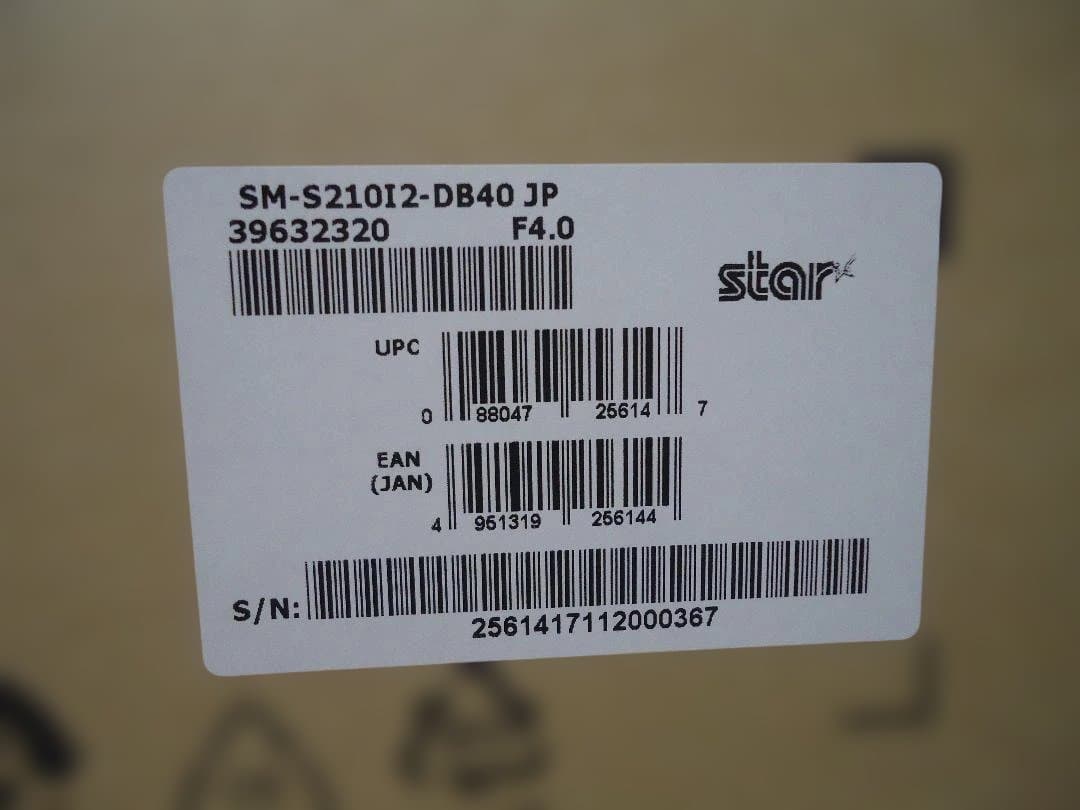 SM-S210I2-DB40 JP
39632320 F4.0
star
UPC
0 88047 25614 7
EAN
(JAN)
4 961319 256144
S/N:
2561417112000367